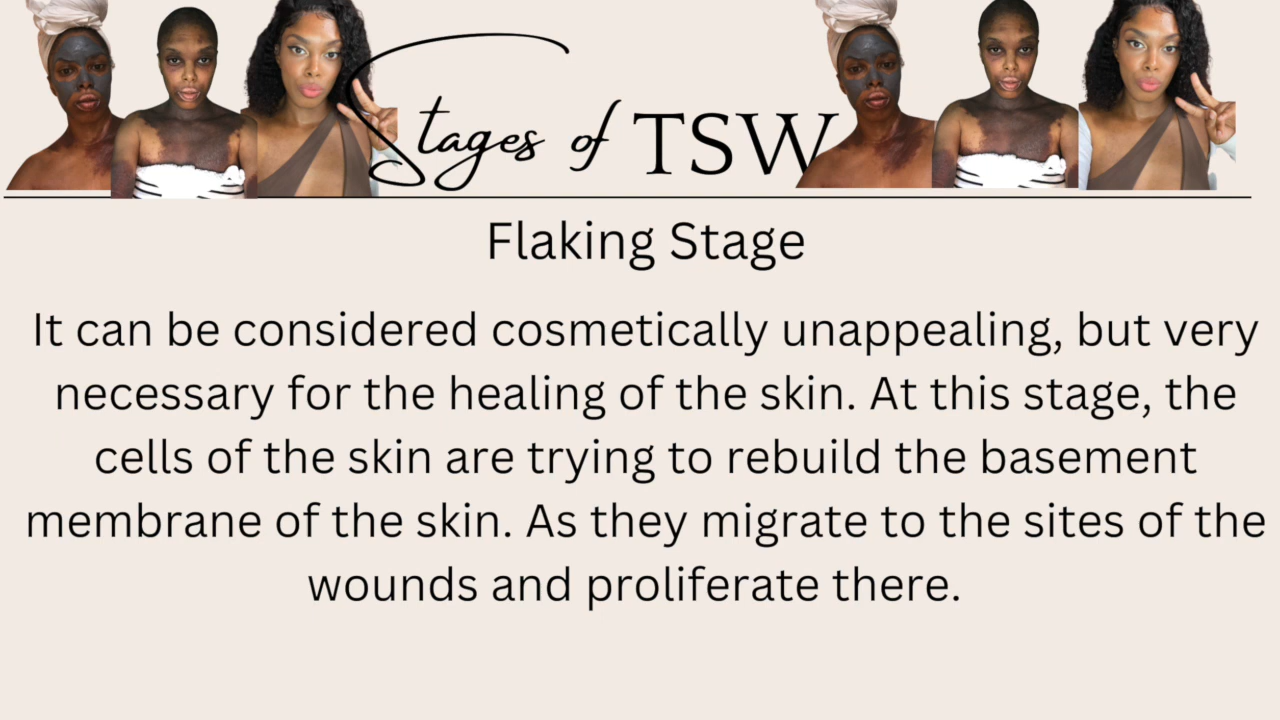 Stages of TSW
Flaking Stage
It can be considered cosmetically unappealing, but very
necessary for the healing of the skin. At this stage, the
cells of the skin are trying to rebuild the basement
membrane of the skin. As they migrate to the sites of the
wounds and proliferate there.